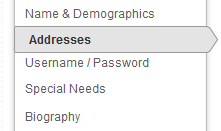 Name & Demographics
Addresses
Username / Password
Special Needs
Biography